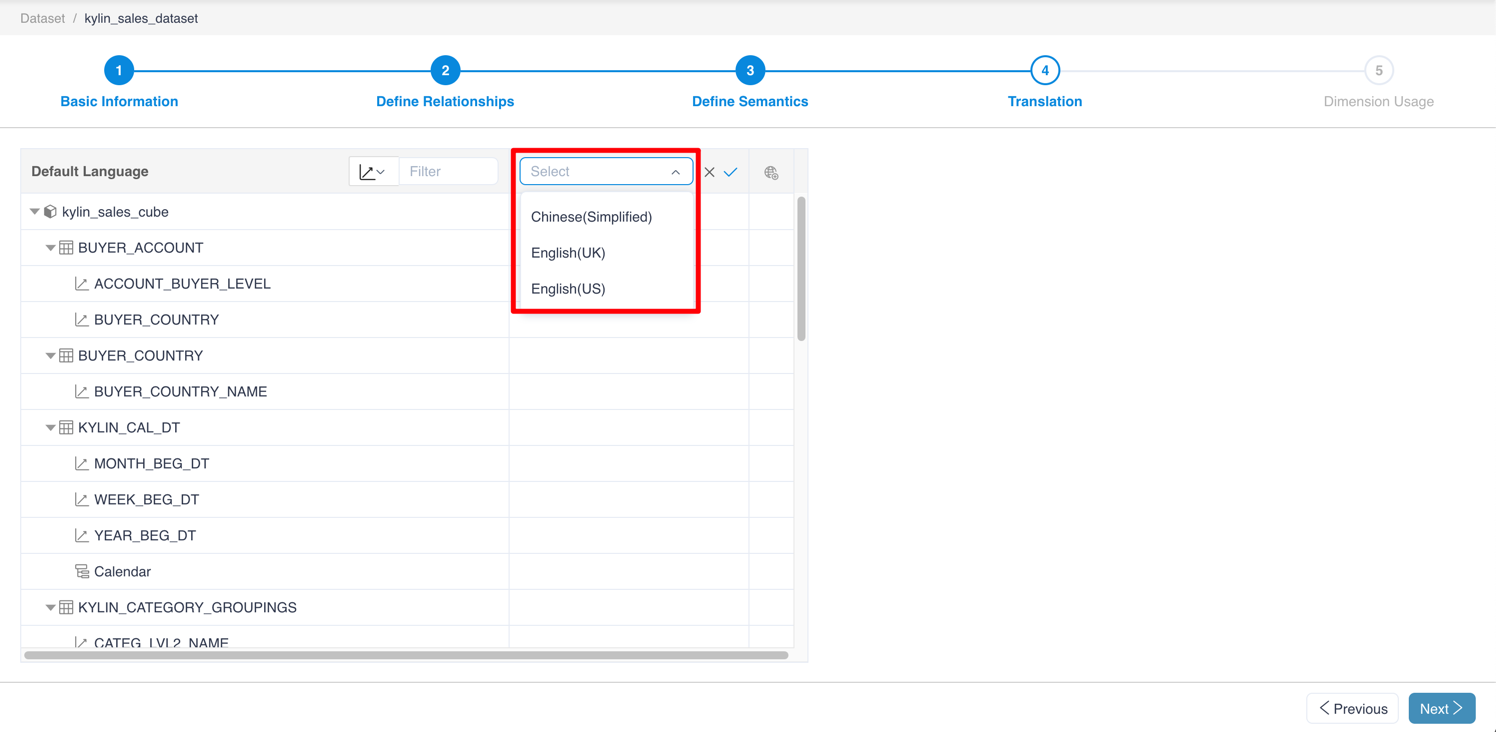 Dataset / kylin_sales_dataset
1 2 3 4 5
Basic Information Define Relationships Define Semantics Translation Dimension Usage
Default Language Filter Select
kylin_sales_cube
Chinese(Simplified)
BUYER_ACCOUNT
English(UK)
ACCOUNT_BUYER_LEVEL
English(US)
BUYER_COUNTRY
BUYER_COUNTRY
BUYER_COUNTRY_NAME
KYLIN_CAL_DT
MONTH_BEG_DT
WEEK_BEG_DT
YEAR_BEG_DT
Calendar
KYLIN_CATEGORY_GROUPINGS
CATEG_LVL2_NAME
Previous Next